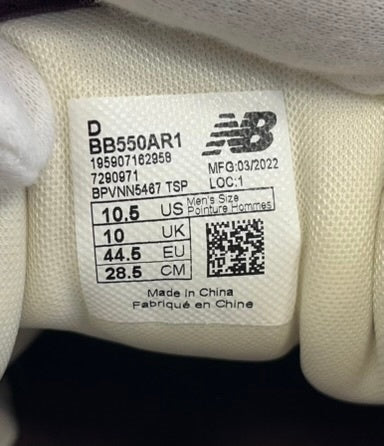 D
BB550AR1
195907162958
7290971
BPVNN5467 TSP
NB
MFG:03/2022
LOC:1
10.5 US Men's Size
Pointure Hommes
10 UK
44.5 EU
28.5 CM
Made in China
Fabriqué en Chine